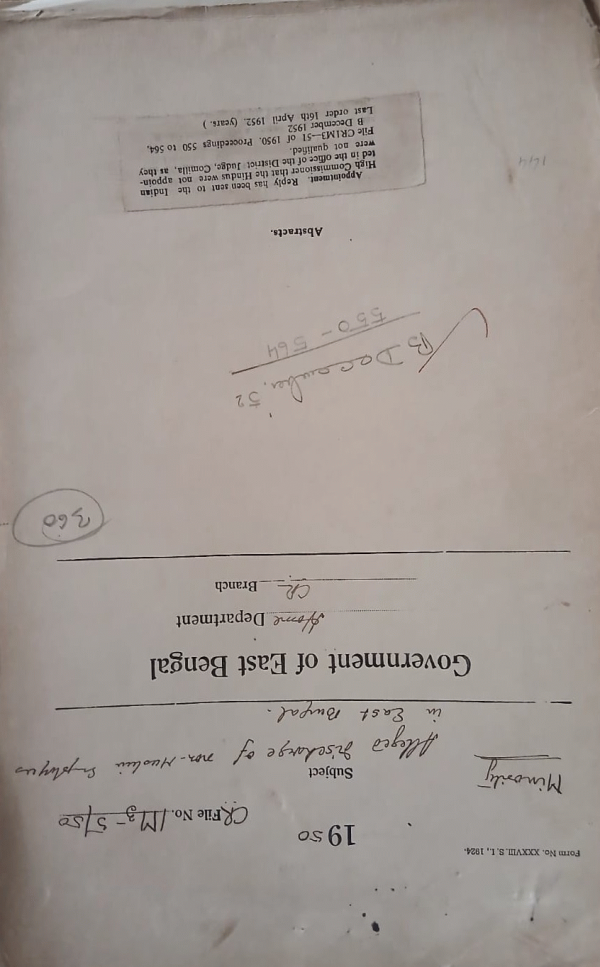 Form No. XXXVIII. S. I., 1924.
1950
CR File No. 1M3-5/50
Minority
Subject
Alleged discharge of non-Muslim Employees
in East Bengal.
Government of East Bengal
Home Department
CR Branch
360
B December, 52
550 - 564
Abstracts.
Appointment. Reply has been sent to the Indian
High Commissioner that the Hindus were not appoin-
ted in the office of the District Judge, Comilla, as they
were not qualified.
File CR1M3—51 of 1950. Proceedings 550 to 564,
B December 1952
Last order 16th April 1952. (years. )